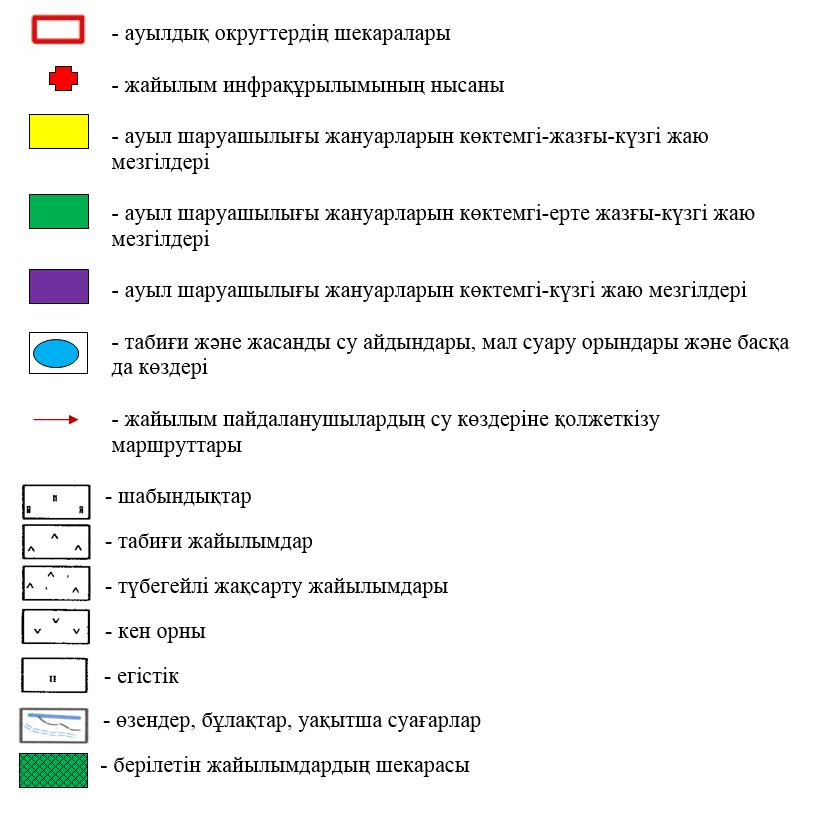 - ауылдық округтердің шекаралары
- жайылым инфрақұрылымының нысаны
- ауыл шаруашылығы жануарларын көктемгі-жазғы-күзгі жаю
мезгілдері
- ауыл шаруашылығы жануарларын көктемгі-ерте жазғы-күзгі жаю
мезгілдері
- ауыл шаруашылығы жануарларын көктемгі-күзгі жаю мезгілдері
- табиғи және жасанды су айдындары, мал суару орындары және басқа
да көздері
- жайылым пайдаланушылардың су көздеріне қолжеткізу
маршруттары
- шабындықтар
- табиғи жайылымдар
- түбегейлі жақсарту жайылымдары
- кен орны
- егістік
- өзендер, бұлақтар, уақытша суағарлар
- берілетін жайылымдардың шекарасы